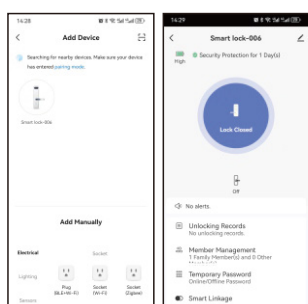 14:28
Add Device
Searching for nearby devices. Make sure your device
has entered pairing mode.
Smart lock-006
Add Manually
Electrical
Socket
Lighting
Plug
(BLE+Wi-Fi)
Socket
(Wi-Fi)
Socket
(Zigbee)
Sensors
14:29
Smart lock-006
High
Security Protection for 1 Day(s)
Lock Closed
Off
No alerts.
Unlocking Records
No unlocking records.
Member Management
1 Family Member(s) and 0 Other
Temporary Password
Online/Offline Password
Smart Linkage